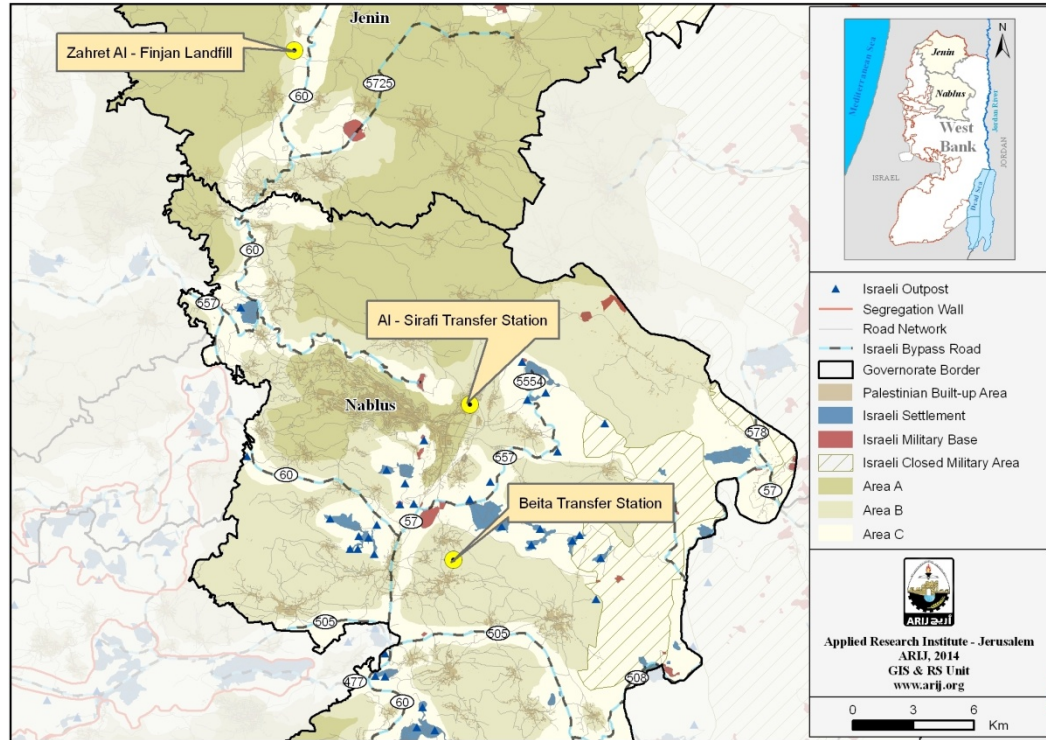 Jenin
Zahret Al - Finjan Landfill
60
5725
60
557
Al - Sirafi Transfer Station
5554
Nablus
578
557
60
57
Beita Transfer Station
57
505
505
477
508
60
N
Mediterranean Sea
Jenin
Nablus
West
Bank
Jordan River
JORDAN
ISRAEL
Dead Sea
Israeli Outpost
Segregation Wall
Road Network
Israeli Bypass Road
Governorate Border
Palestinian Built-up Area
Israeli Settlement
Israeli Military Base
Israeli Closed Military Area
Area A
Area B
Area C
ARIJ أريج
Applied Research Institute - Jerusalem
ARIJ, 2014
GIS & RS Unit
www.arij.org
0 3 6
Km